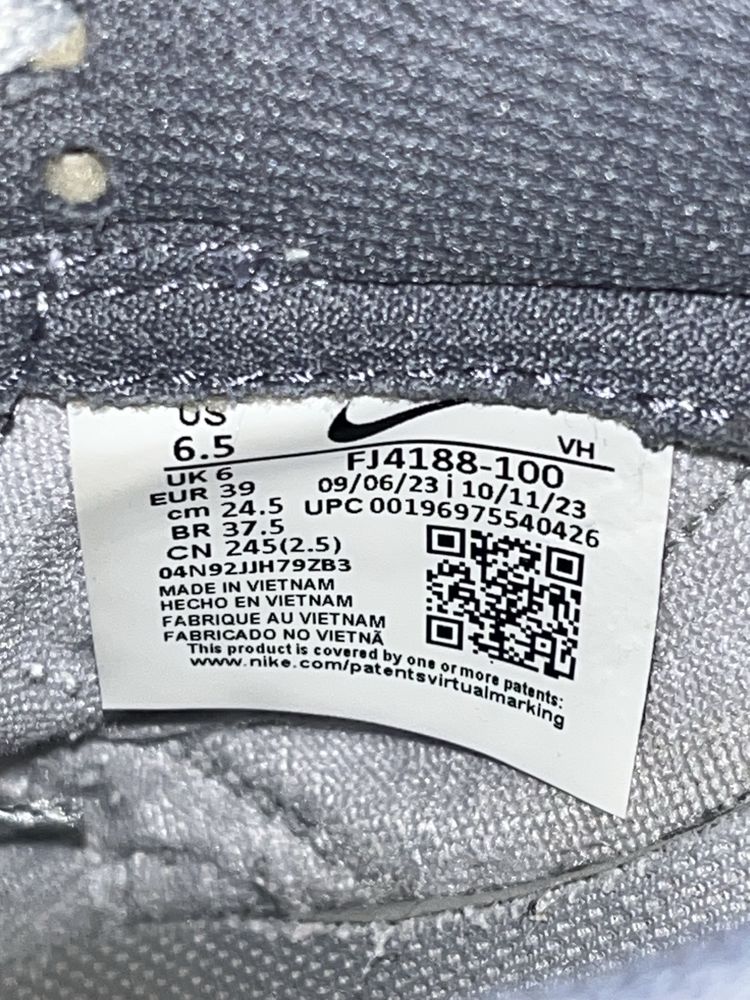 US
6.5
VH
UK 6
EUR 39
cm 24.5
BR 37.5
CN 245(2.5)
FJ4188-100
09/06/23 | 10/11/23
UPC 00196975540426
04N92JJH79ZB3
MADE IN VIETNAM
HECHO EN VIETNAM
FABRIQUE AU VIETNAM
FABRICADO NO VIETNÃ
This product is covered by one or more patents:
www.nike.com/patentsvirtualmarking